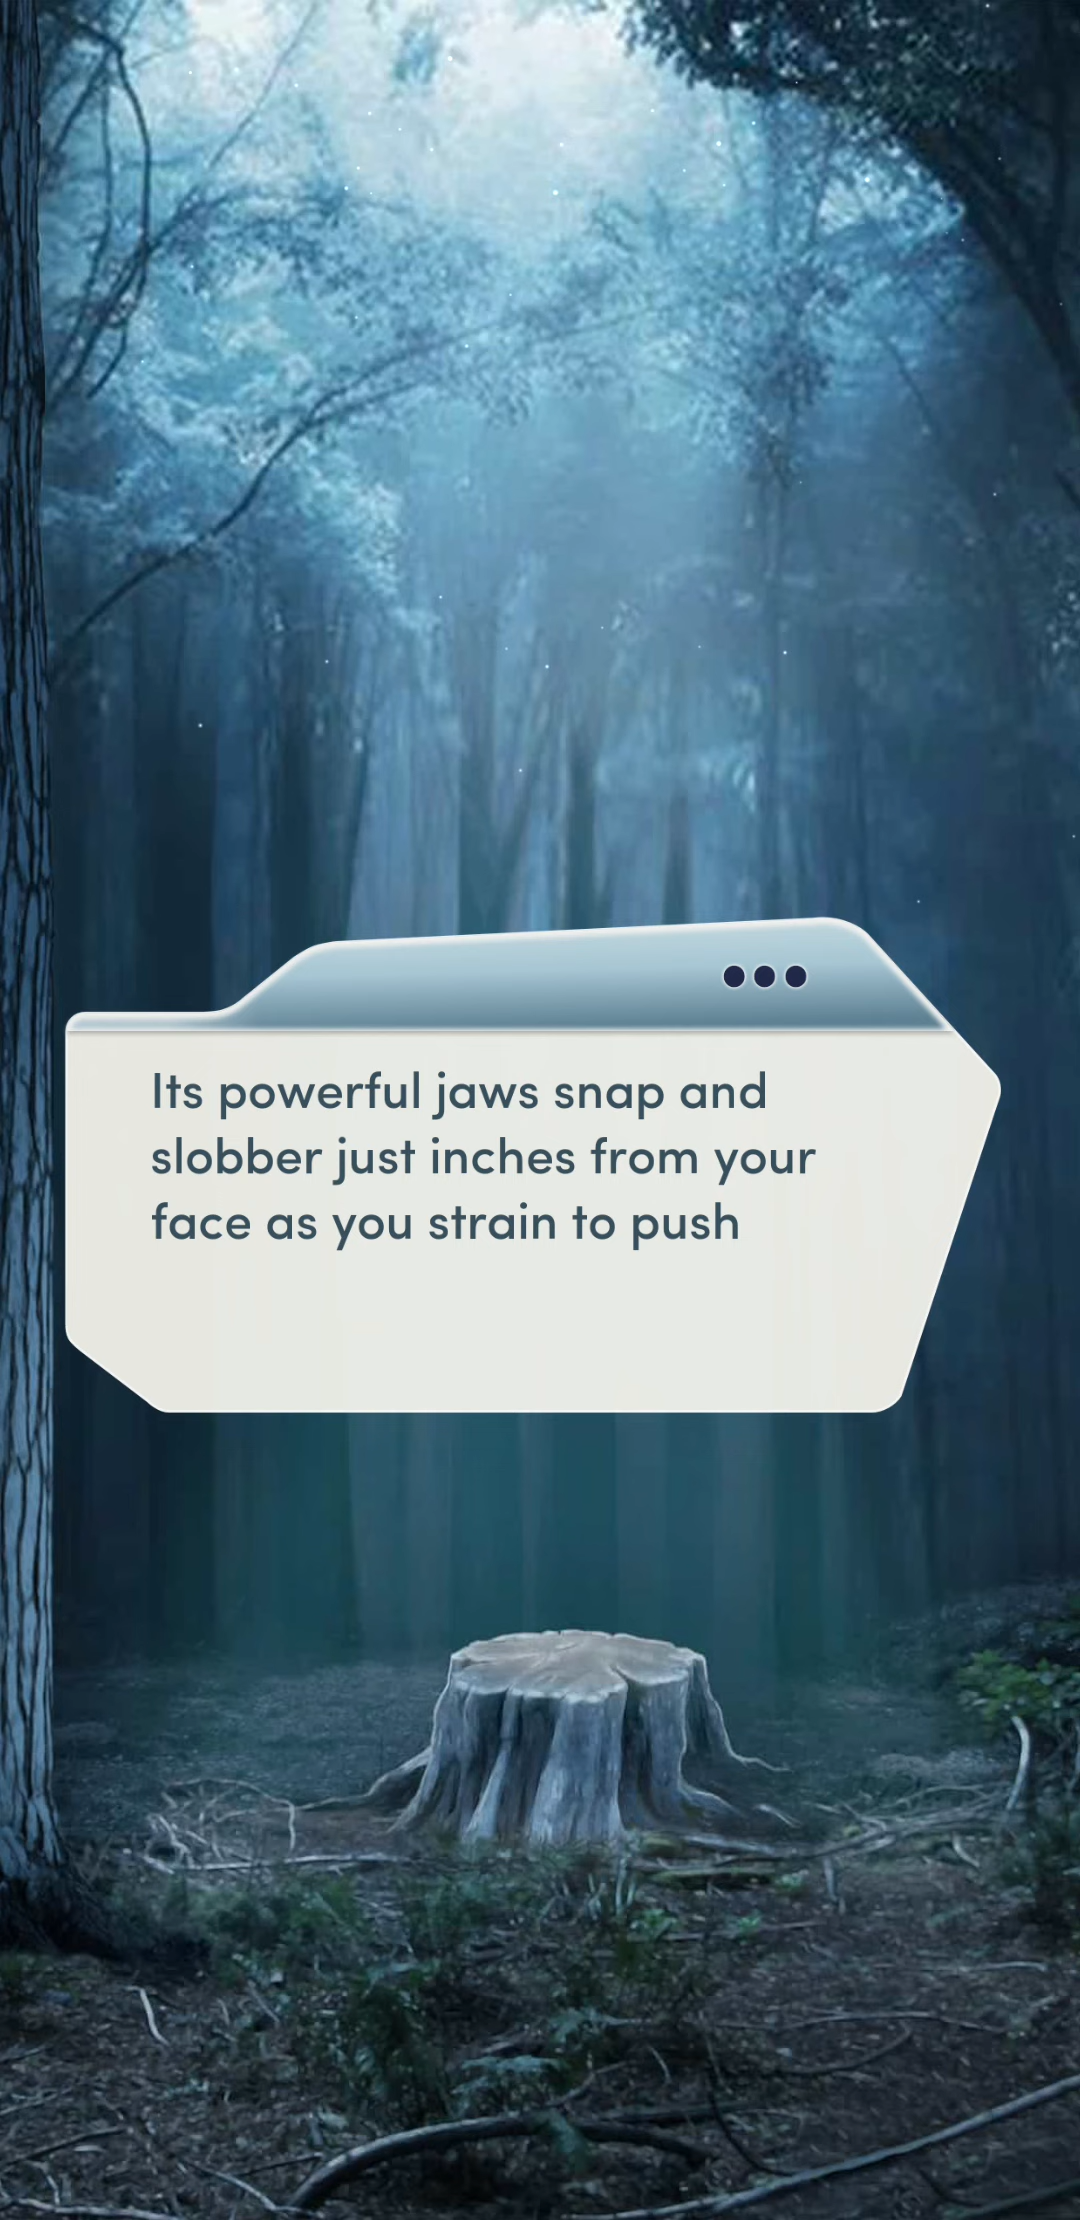 Its powerful jaws snap and
slobber just inches from your
face as you strain to push